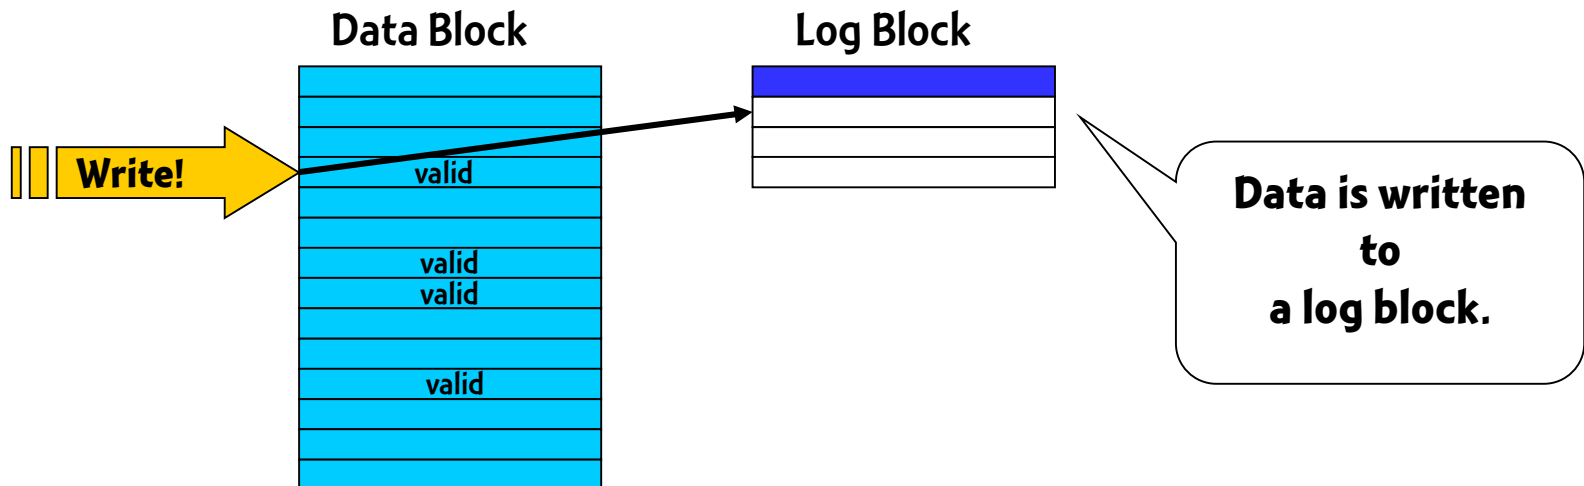 Data Block
Log Block
Write!
valid
valid
valid
valid
Data is written
to
a log block.